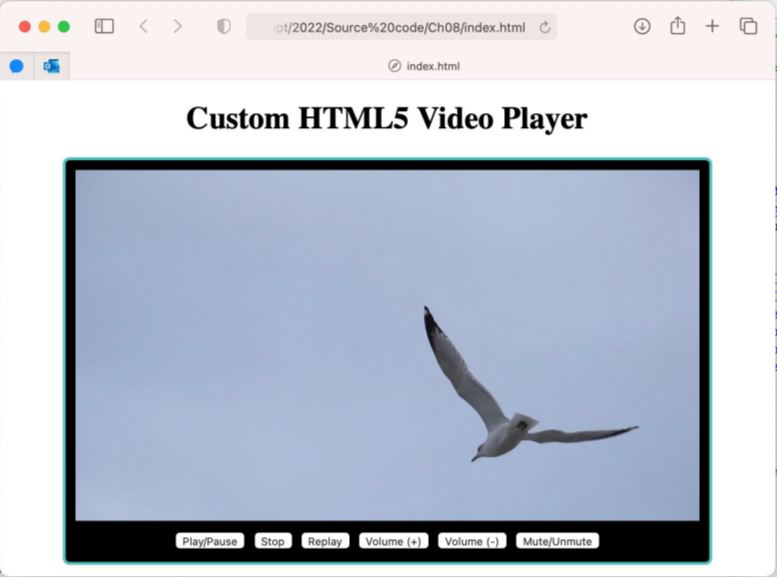 pt/2022/Source%20code/Ch08/index.html
index.html
Custom HTML5 Video Player
Play/Pause Stop Replay Volume (+) Volume (-) Mute/Unmute